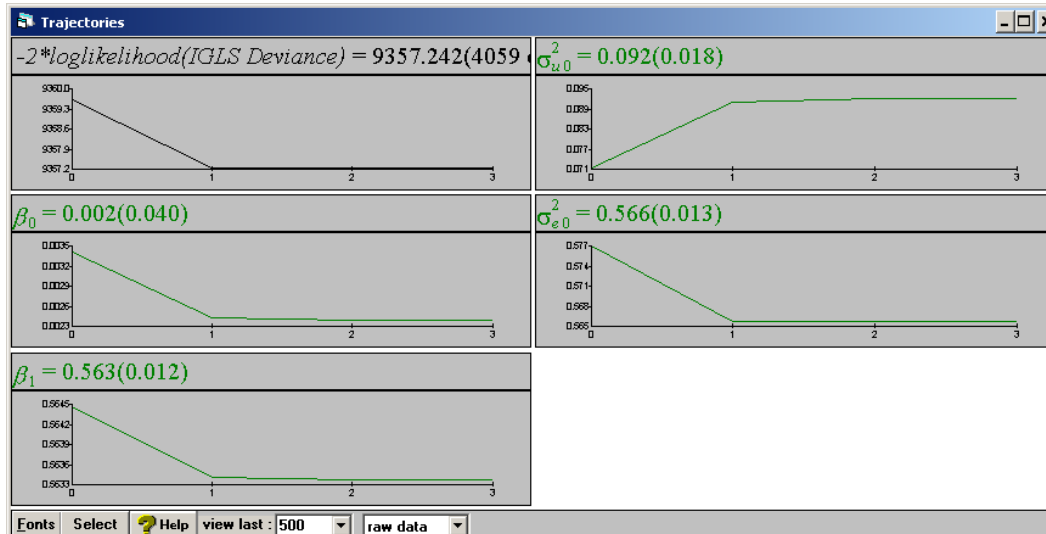 Trajectories
-2*loglikelihood(IGLS Deviance) = 9357.242(4059
9360.0
9359.3
9358.6
9357.9
9357.2
0 1 2 3
σ²u0 = 0.092(0.018)
0.095
0.089
0.083
0.077
0.071
0 1 2 3
β0 = 0.002(0.040)
0.0035
0.0032
0.0029
0.0026
0.0023
0 1 2 3
σ²e0 = 0.566(0.013)
0.577
0.574
0.571
0.568
0.565
0 1 2 3
β1 = 0.563(0.012)
0.5645
0.5642
0.5639
0.5636
0.5633
0 1 2 3
Fonts Select ? Help view last : 500 raw data